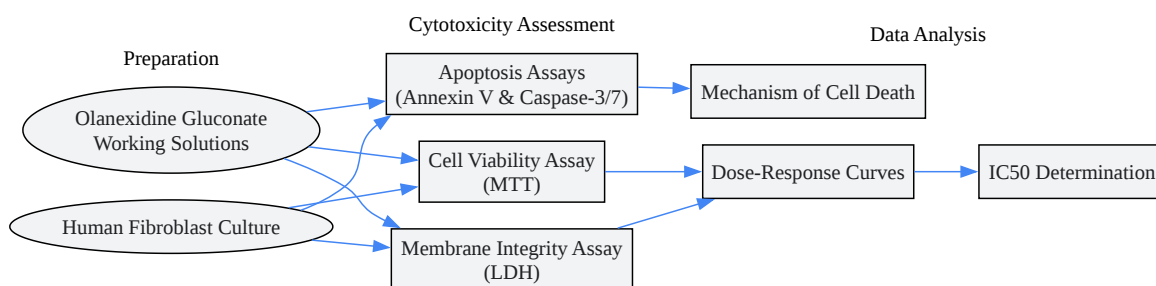 Cytotoxicity Assessment
Data Analysis
Preparation
Apoptosis Assays
(Annexin V & Caspase-3/7)
Mechanism of Cell Death
Olanexidine Gluconate
Working Solutions
Cell Viability Assay
(MTT)
Dose-Response Curves
IC50 Determination
Human Fibroblast Culture
Membrane Integrity Assay
(LDH)